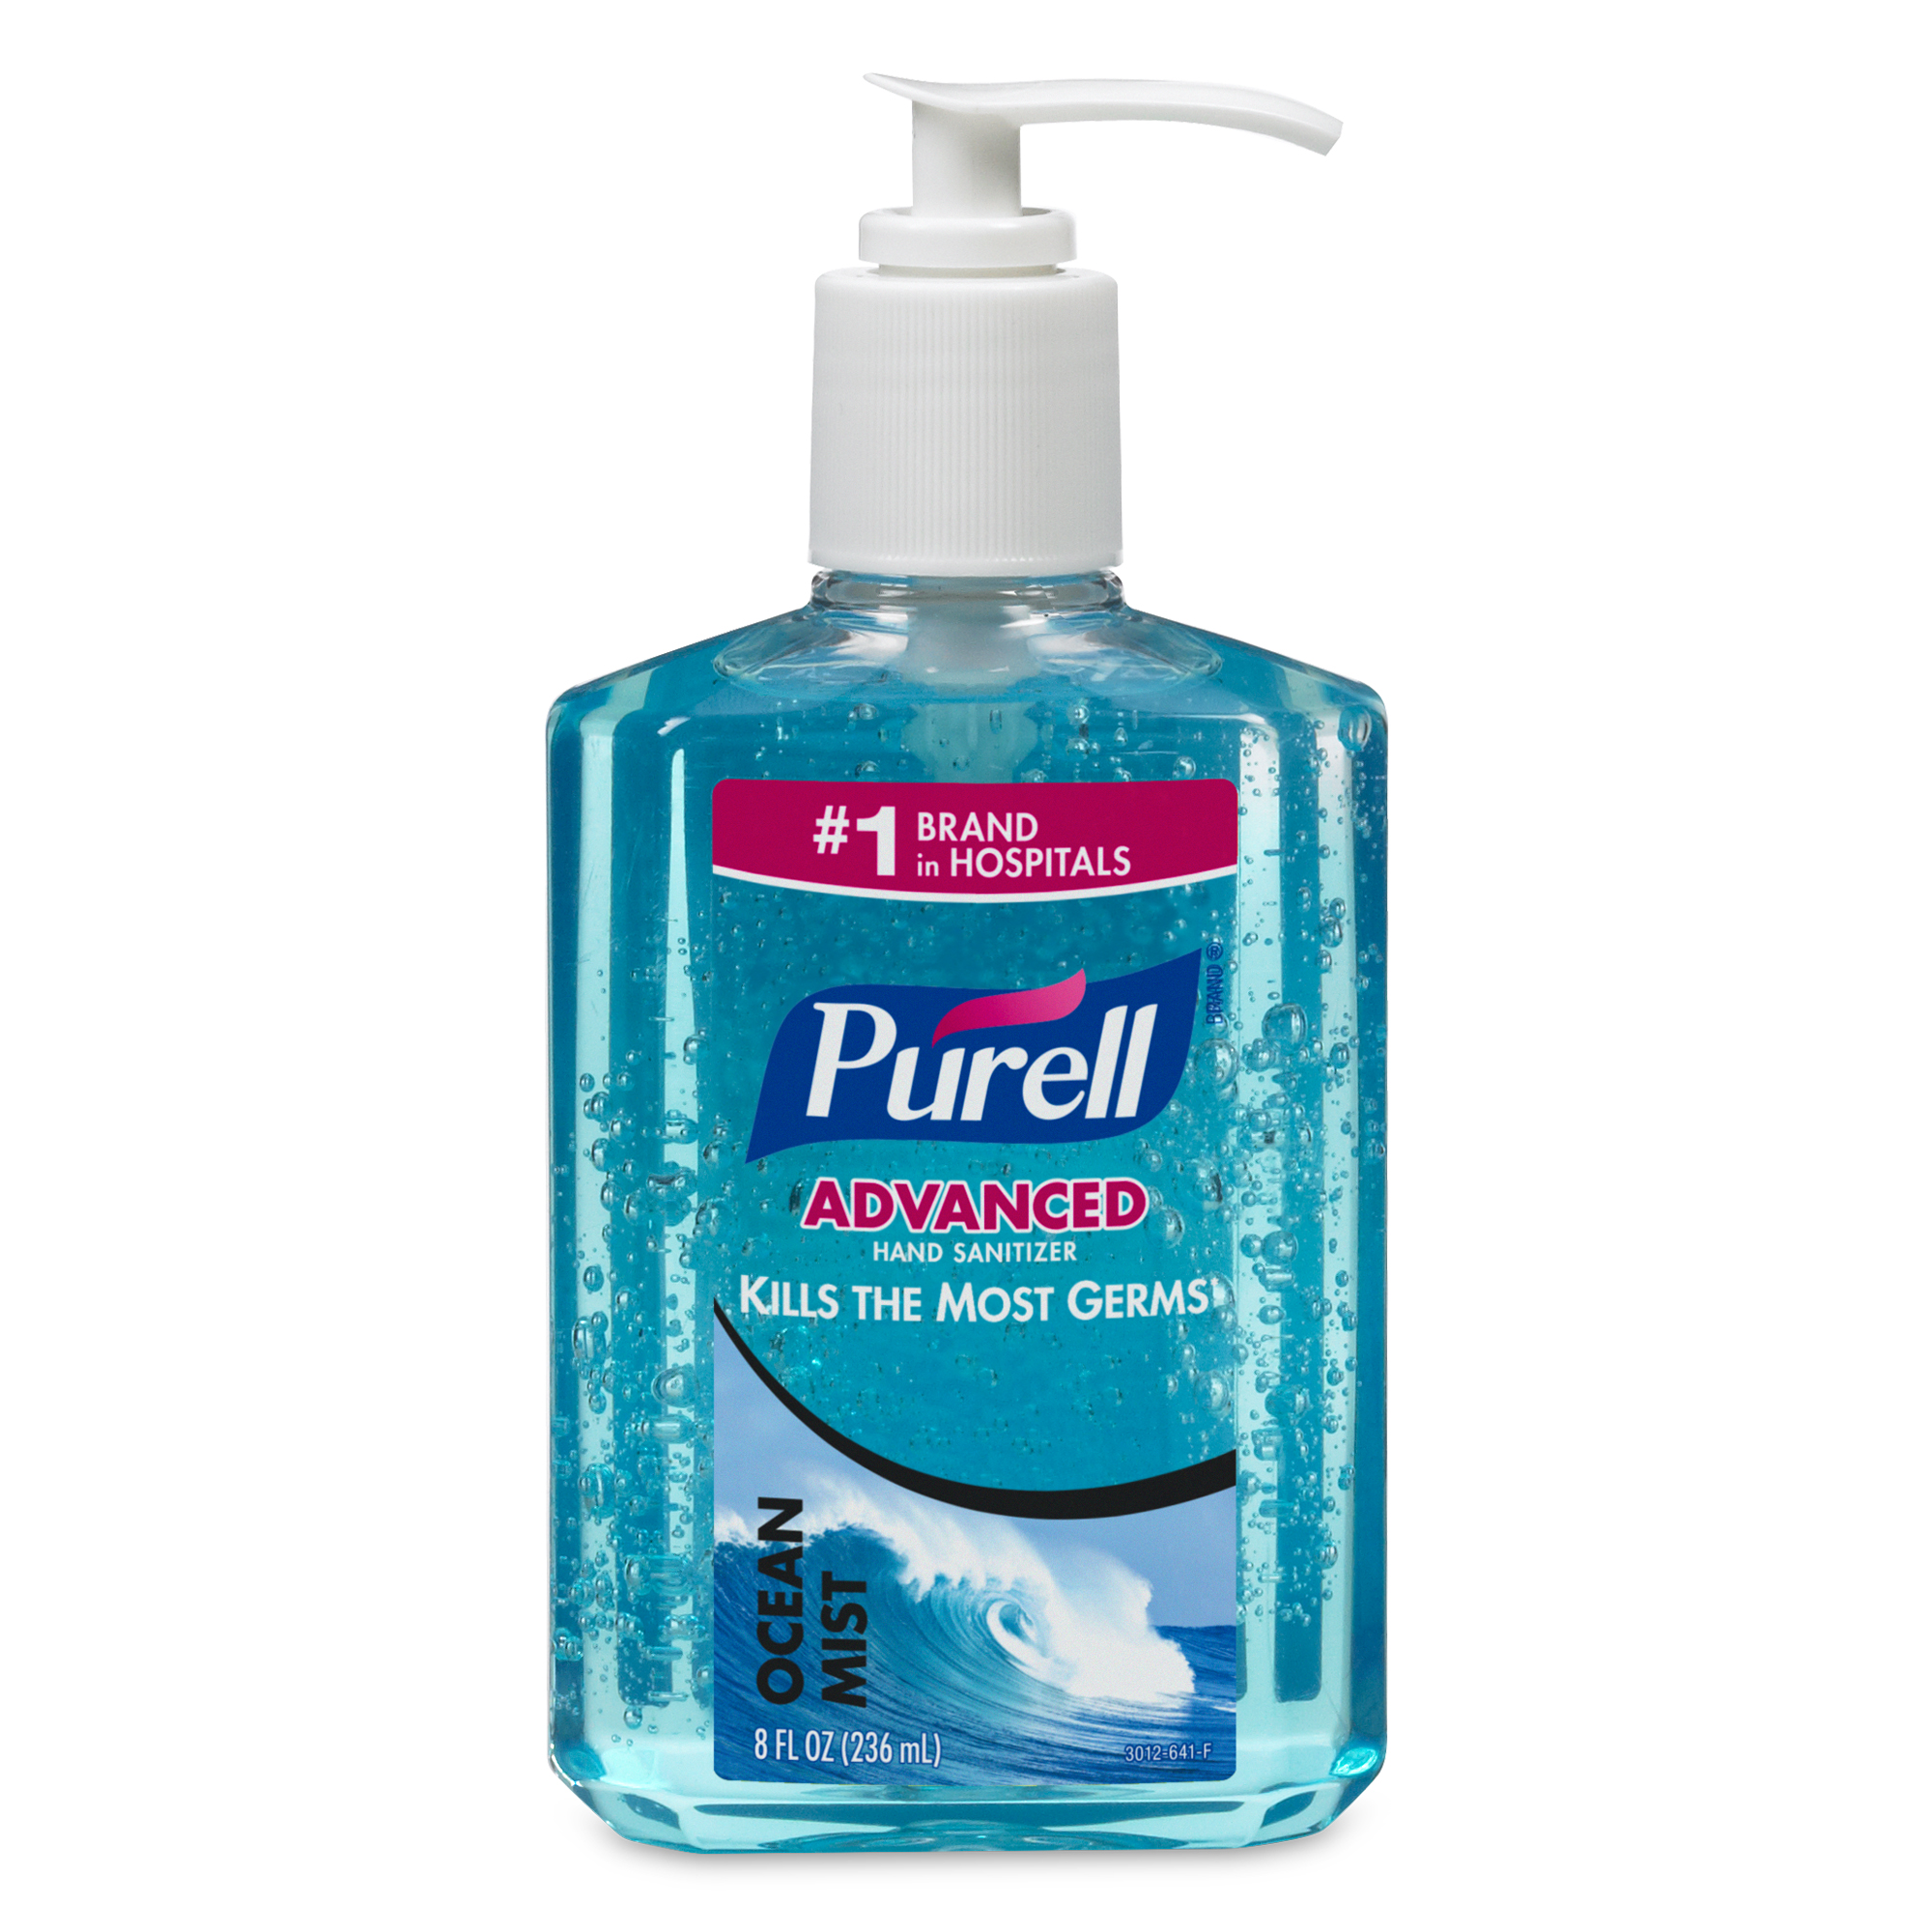 #1 BRAND
in HOSPITALS
BRAND ®
Purell
ADVANCED
HAND SANITIZER
KILLS THE MOST GERMS*
OCEAN
MIST
8 FL OZ (236 mL)
3012-641-F